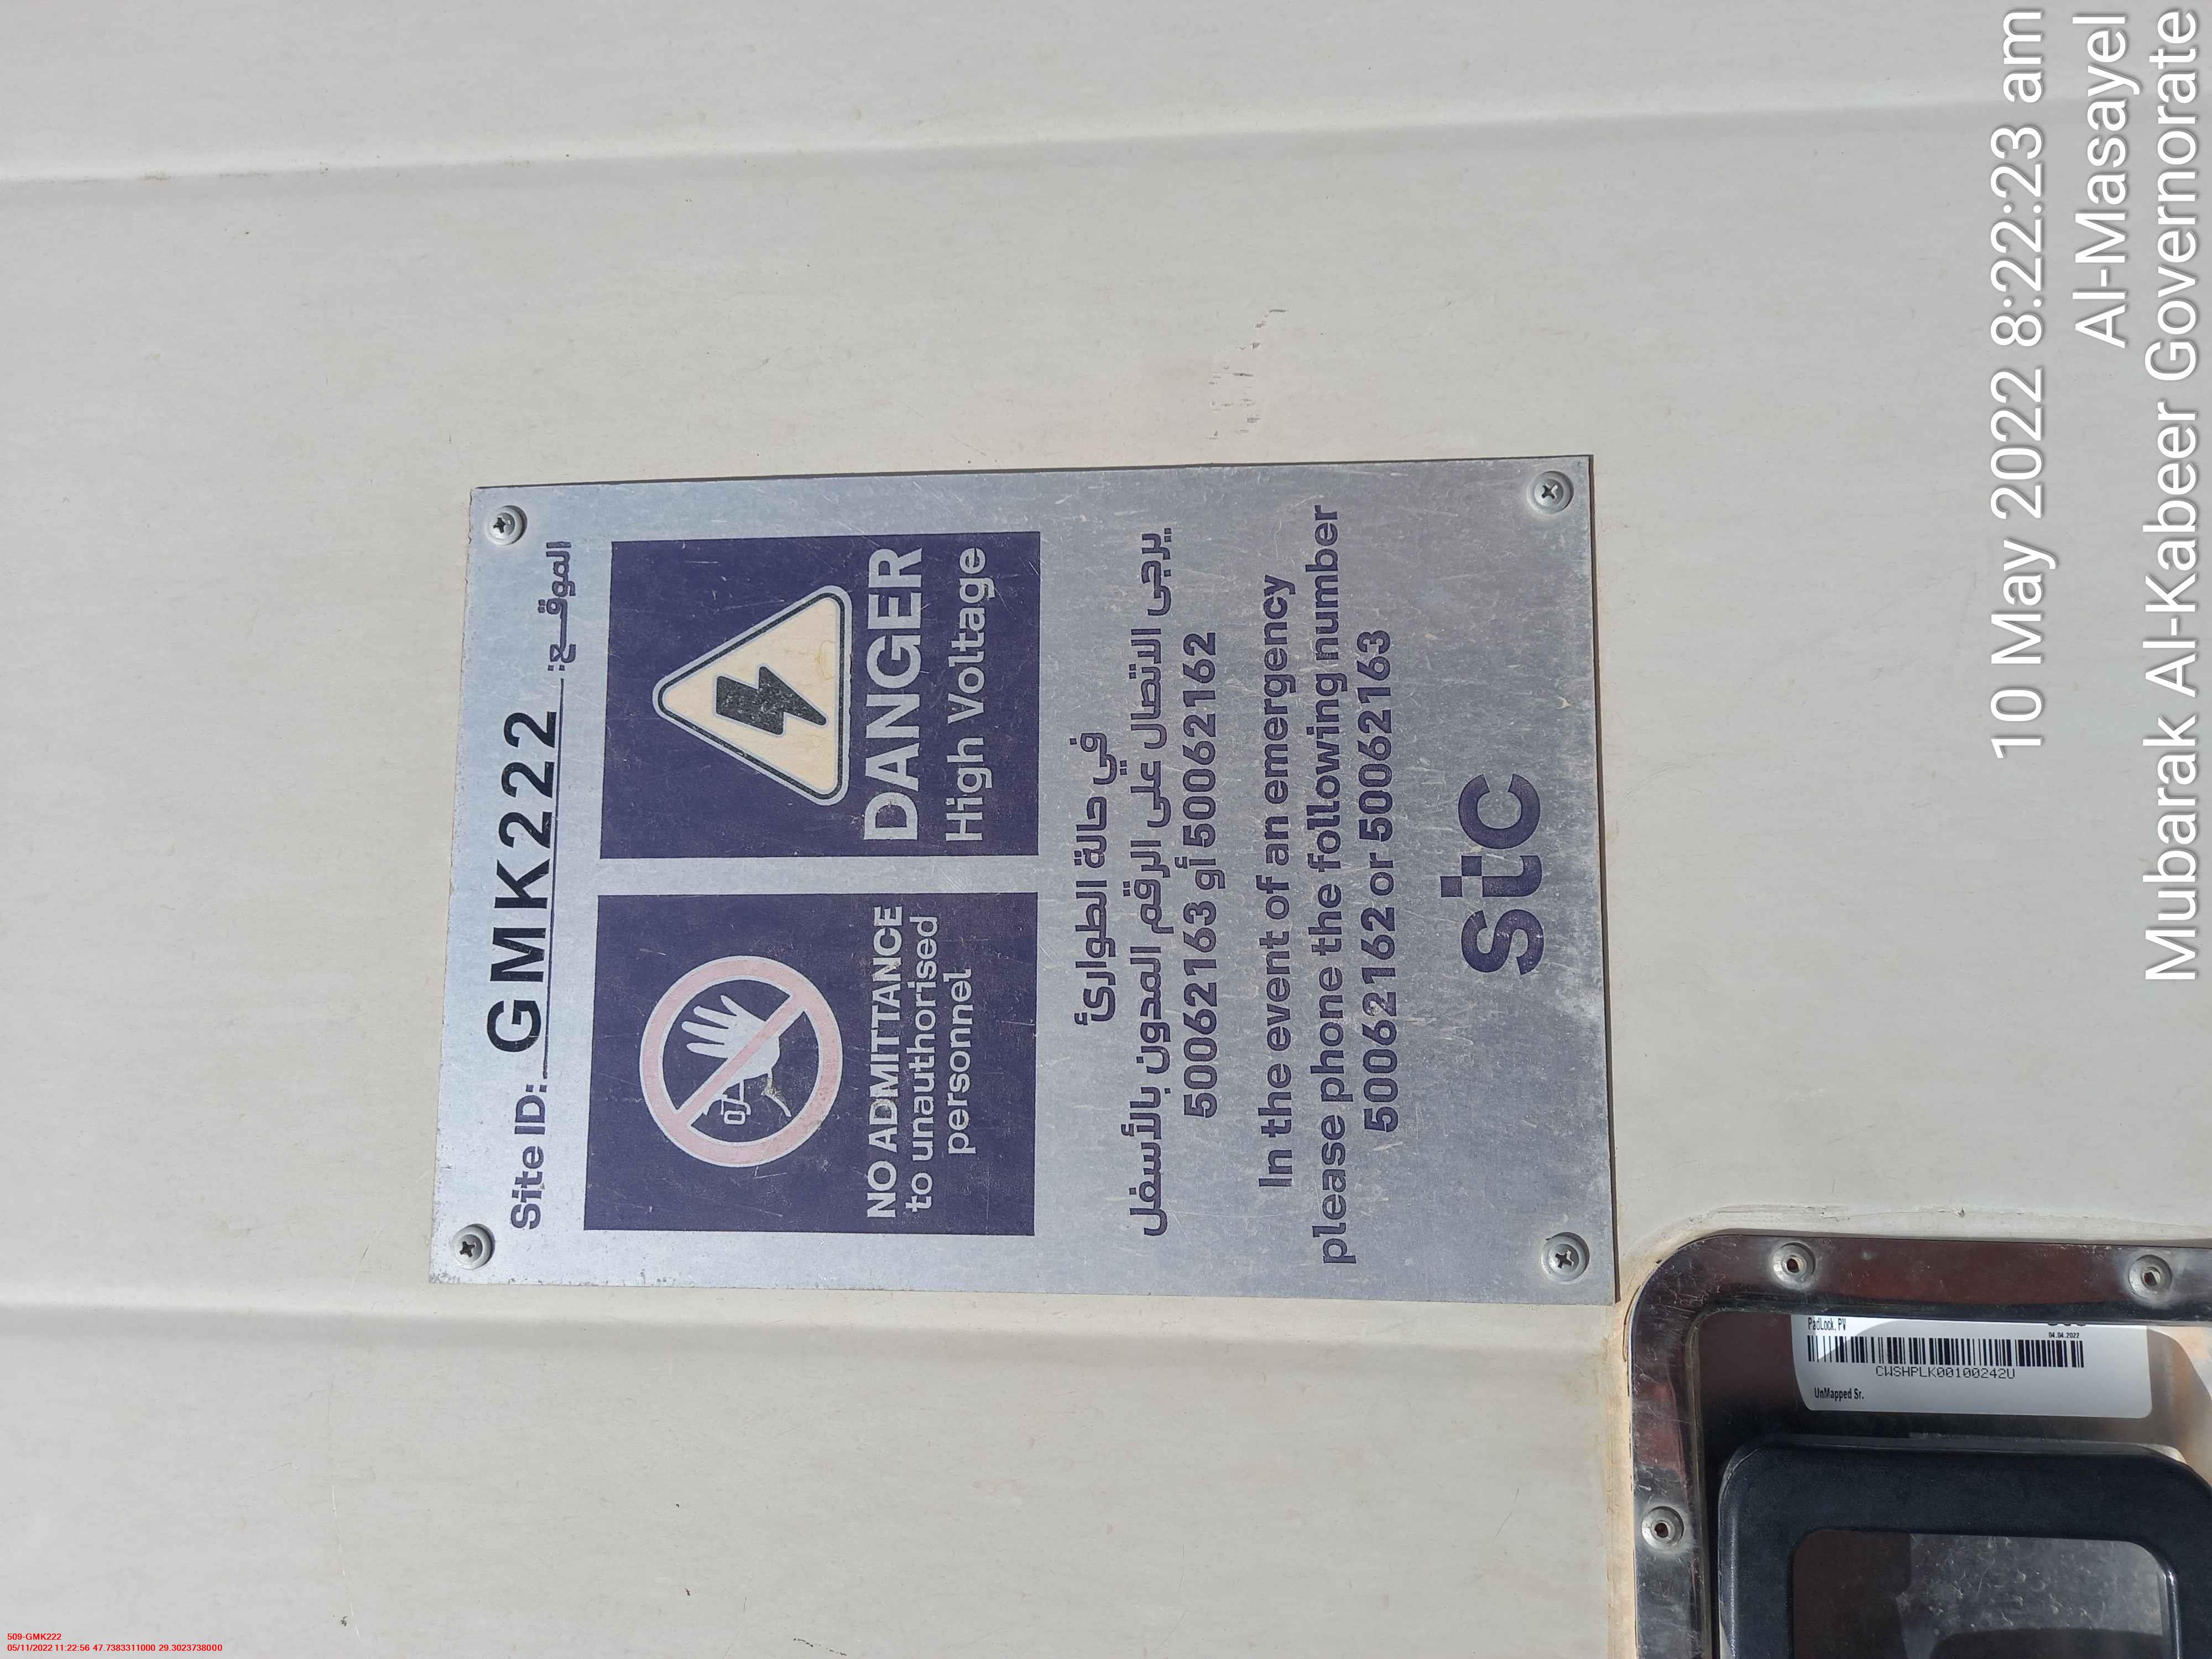 Site ID: GMK222 الموقع:
NO ADMITTANCE
to unauthorised
personnel
DANGER
High Voltage
في حالة الطوارئ
يرجى الاتصال على الرقم المدون بالأسفل
50062163 أو 50062162
In the event of an emergency
please phone the following number
50062162 or 50062163
stc
PadLock. PV
04.04.2022
CWSHPLK00100242U
UnMapped Sr.
10 May 2022 8:22:23 am
Al-Masayel
Mubarak Al-Kabeer Governorate
509-GMK222
05/11/2022 11:22:56 47.7383311000 29.3023738000